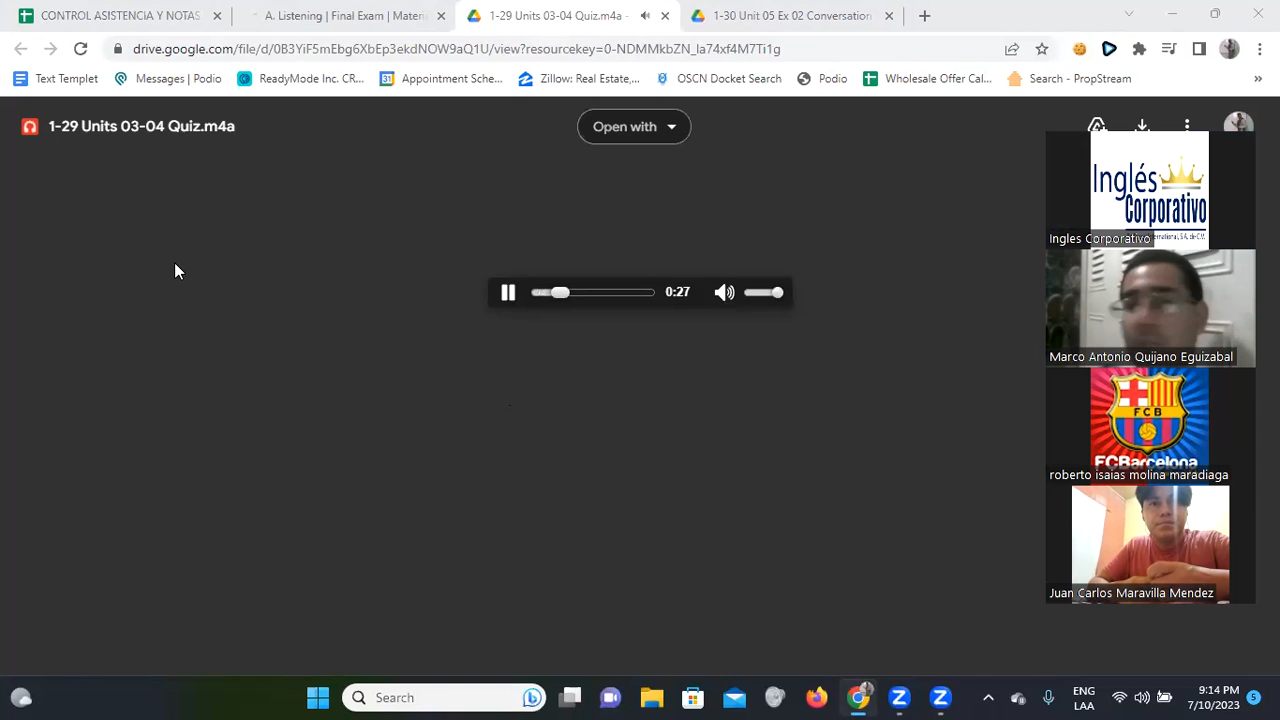 CONTROL ASISTENCIA Y NOTAS
A. Listening | Final Exam | Mater
1-29 Units 03-04 Quiz.m4a -
1-30 Unit 05 Ex 02 Conversation
drive.google.com/file/d/0B3YiF5mEbg6XbEp3ekdNOW9aQ1U/view?resourcekey=0-NDMMkbZN_la74xf4M7Ti1g
Text Templet
Messages | Podio
ReadyMode Inc. CR...
Appointment Sche...
Zillow: Real Estate,...
OSCN Docket Search
Podio
Wholesale Offer Cal...
Search - PropStream
»
1-29 Units 03-04 Quiz.m4a
Open with
Inglés
Corporativo
Ingles Corporativo
0:27
Marco Antonio Quijano Eguizabal
FCB
FCBarcelona
roberto isaias molina maradiaga
Juan Carlos Maravilla Mendez
Search
ENG
LAA
9:14 PM
7/10/2023
5